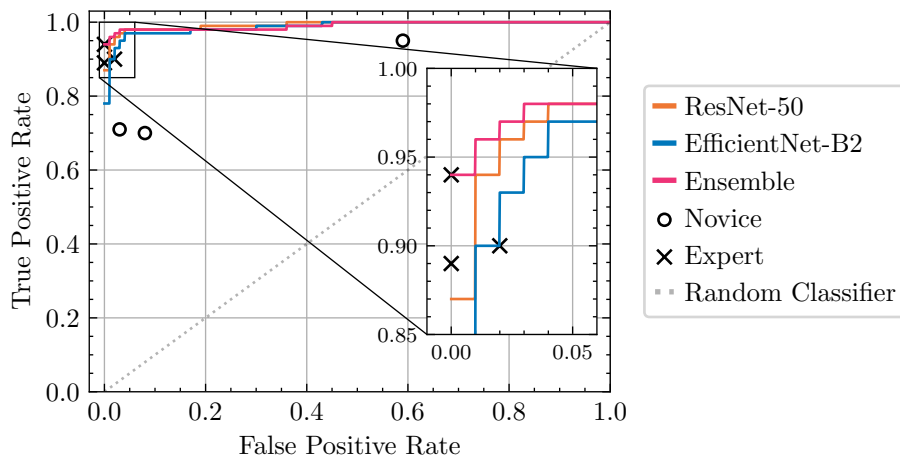 True Positive Rate
1.0
0.8
0.6
0.4
0.2
0.0
1.00
0.95
0.90
0.85
0.00 0.05
0.0 0.2 0.4 0.6 0.8 1.0
False Positive Rate
ResNet-50
EfficientNet-B2
Ensemble
Novice
Expert
Random Classifier